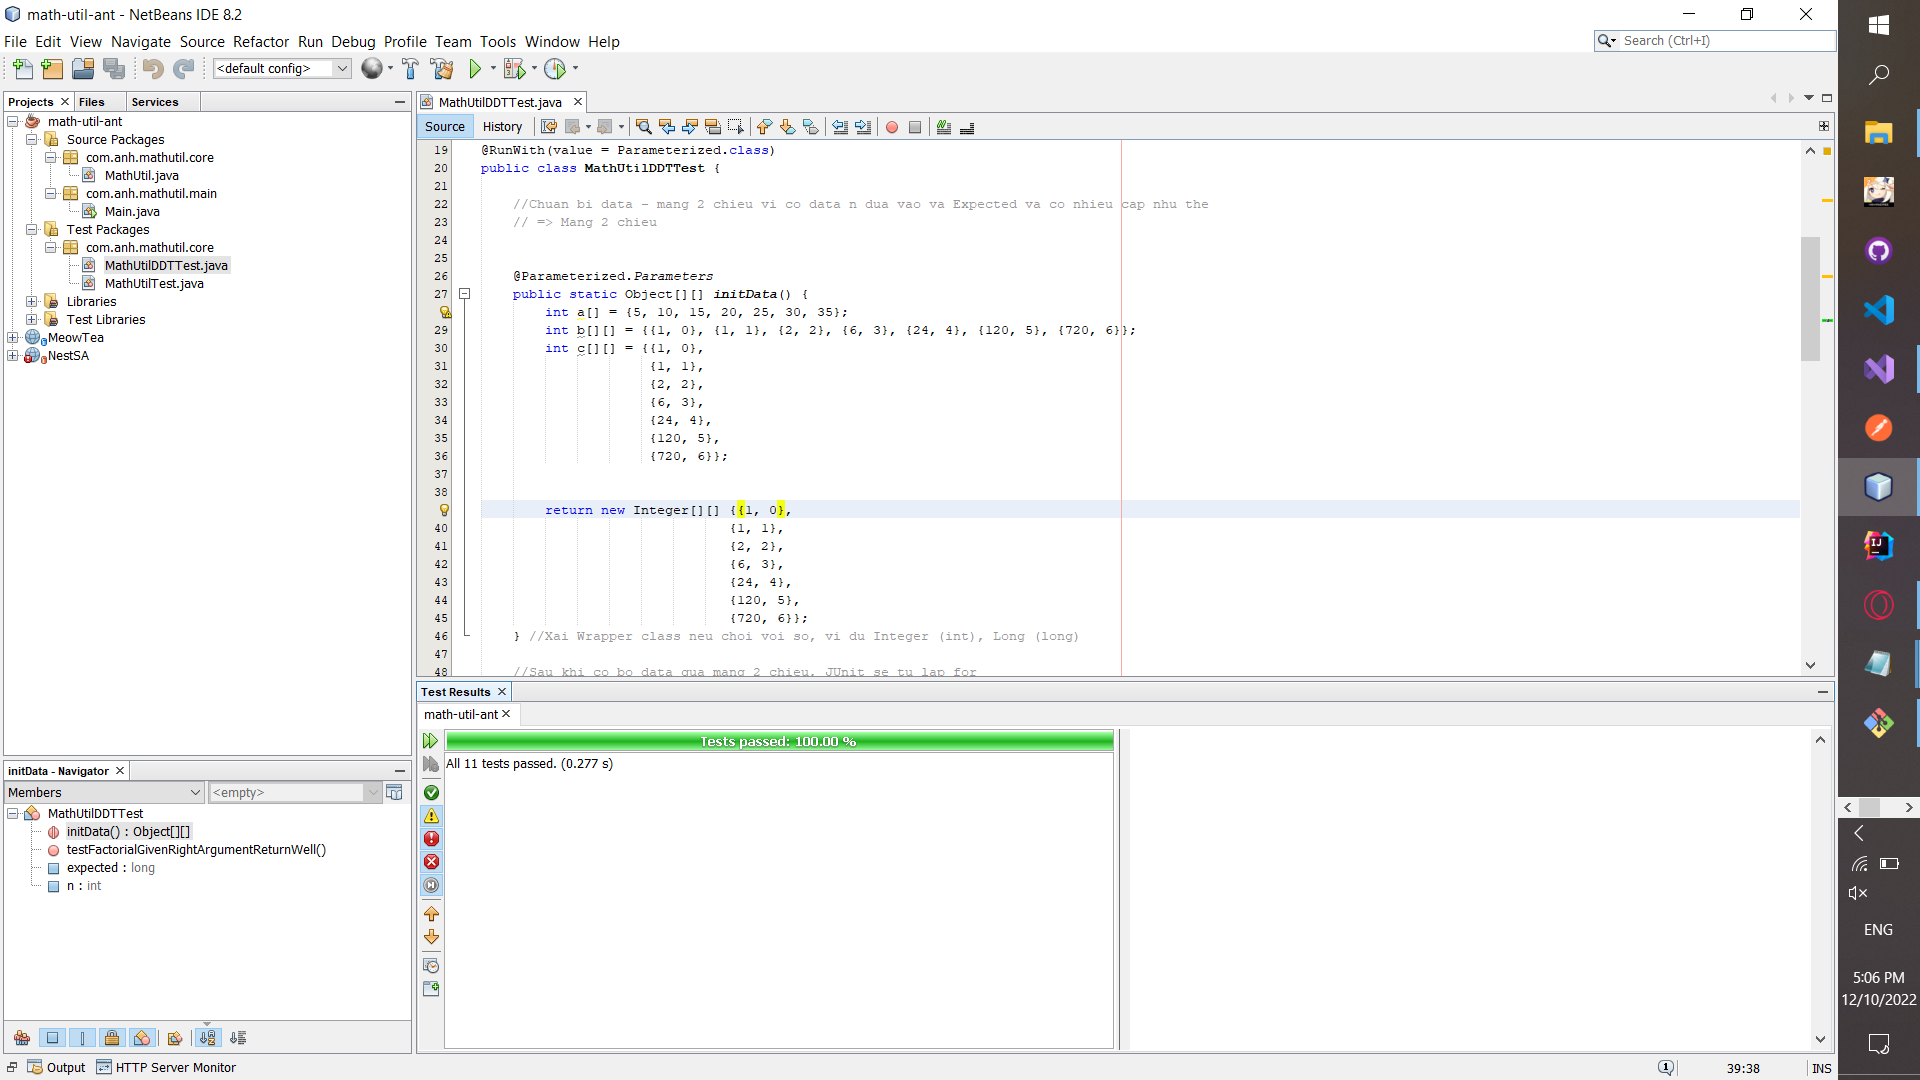 math-util-ant - NetBeans IDE 8.2
File Edit View Navigate Source Refactor Run Debug Profile Team Tools Window Help
Search (Ctrl+I)
<default config>
Projects Files Services
math-util-ant
Source Packages
com.anh.mathutil.core
MathUtil.java
com.anh.mathutil.main
Main.java
Test Packages
com.anh.mathutil.core
MathUtilDDTTest.java
MathUtilTest.java
Libraries
Test Libraries
MeowTea
NestSA
MathUtilDDTTest.java
Source History
19 @RunWith(value = Parameterized.class)
20 public class MathUtilDDTTest {
21
22 //Chuan bi data - mang 2 chieu vi co data n dua vao va Expected va co nhieu cap nhu the
23 // => Mang 2 chieu
24
25
26 @Parameterized.Parameters
27 public static Object[][] initData() {
int a[] = {5, 10, 15, 20, 25, 30, 35};
29 int b[][] = {{1, 0}, {1, 1}, {2, 2}, {6, 3}, {24, 4}, {120, 5}, {720, 6}};
30 int c[][] = {{1, 0},
31 {1, 1},
32 {2, 2},
33 {6, 3},
34 {24, 4},
35 {120, 5},
36 {720, 6}};
37
38
return new Integer[][] {{1, 0},
40 {1, 1},
41 {2, 2},
42 {6, 3},
43 {24, 4},
44 {120, 5},
45 {720, 6}};
46 } //Xai Wrapper class neu choi voi so, vi du Integer (int), Long (long)
47
48 //Sau khi co bo data qua mang 2 chieu, JUnit se tu lap for
Test Results
math-util-ant
Tests passed: 100.00 %
All 11 tests passed. (0.277 s)
initData - Navigator
Members <empty>
MathUtilDDTTest
initData() : Object[][]
testFactorialGivenRightArgumentReturnWell()
expected : long
n : int
Output HTTP Server Monitor
1 39:38 INS
IJ
ENG
5:06 PM
12/10/2022